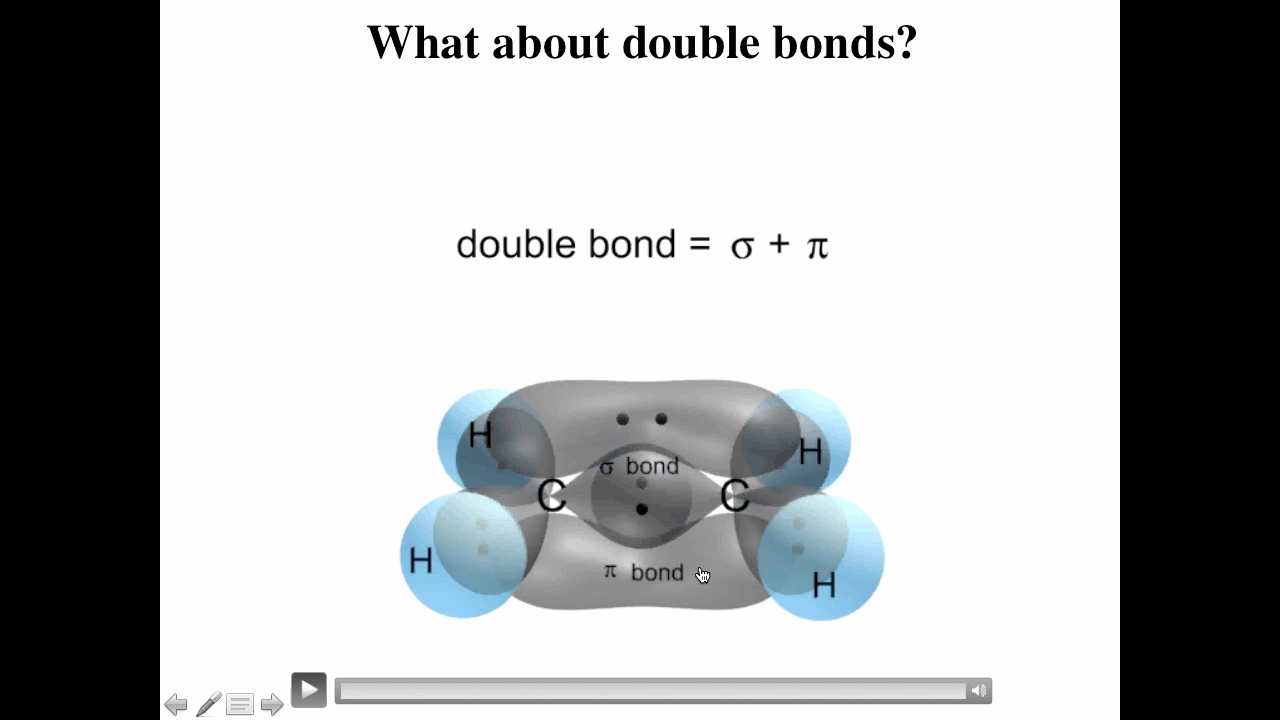 What about double bonds?
double bond = σ + π
H
H
σ bond
C
C
H
π bond
H